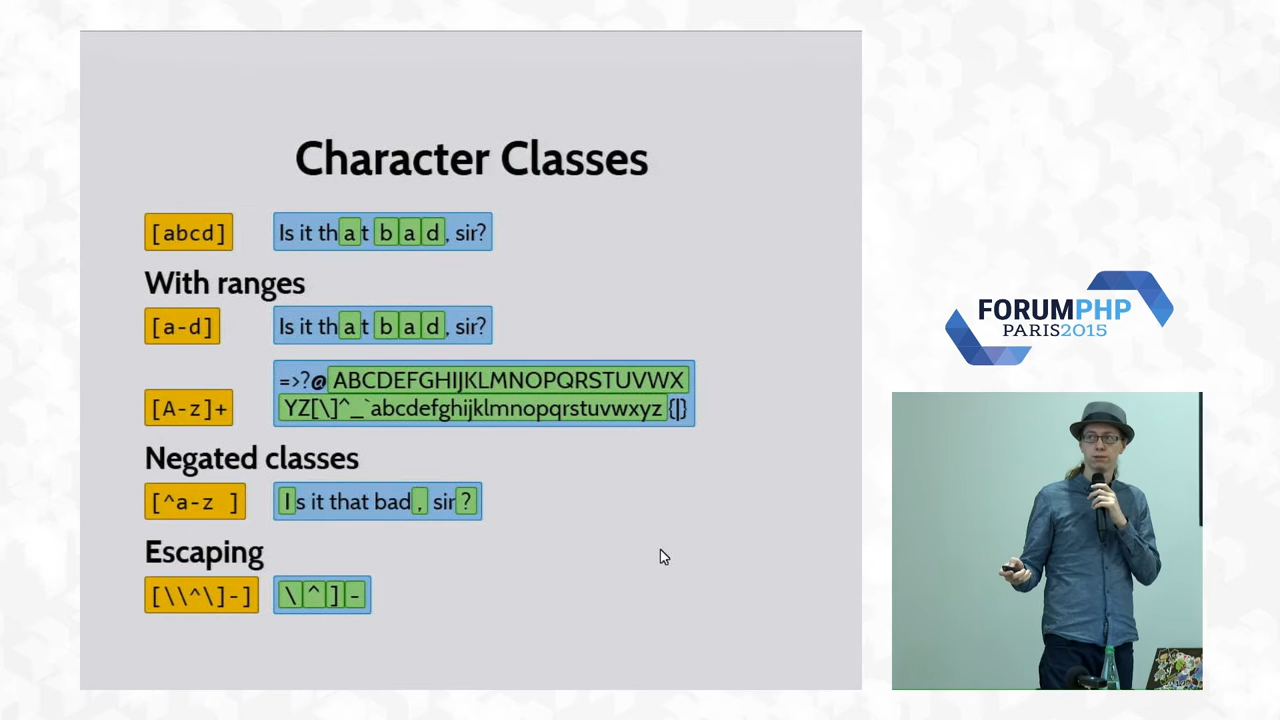 Character Classes
[abcd] Is it that bad, sir?
With ranges
[a-d] Is it that bad, sir?
=>?@ABCDEFGHIJKLMNOPQRSTUVWX
[A-z]+ YZ[\]^_`abcdefghijklmnopqrstuvwxyz{|}
Negated classes
[^a-z ] Is it that bad, sir?
Escaping
[\\^\]-] \^]-
FORUMPHP
PARIS2015